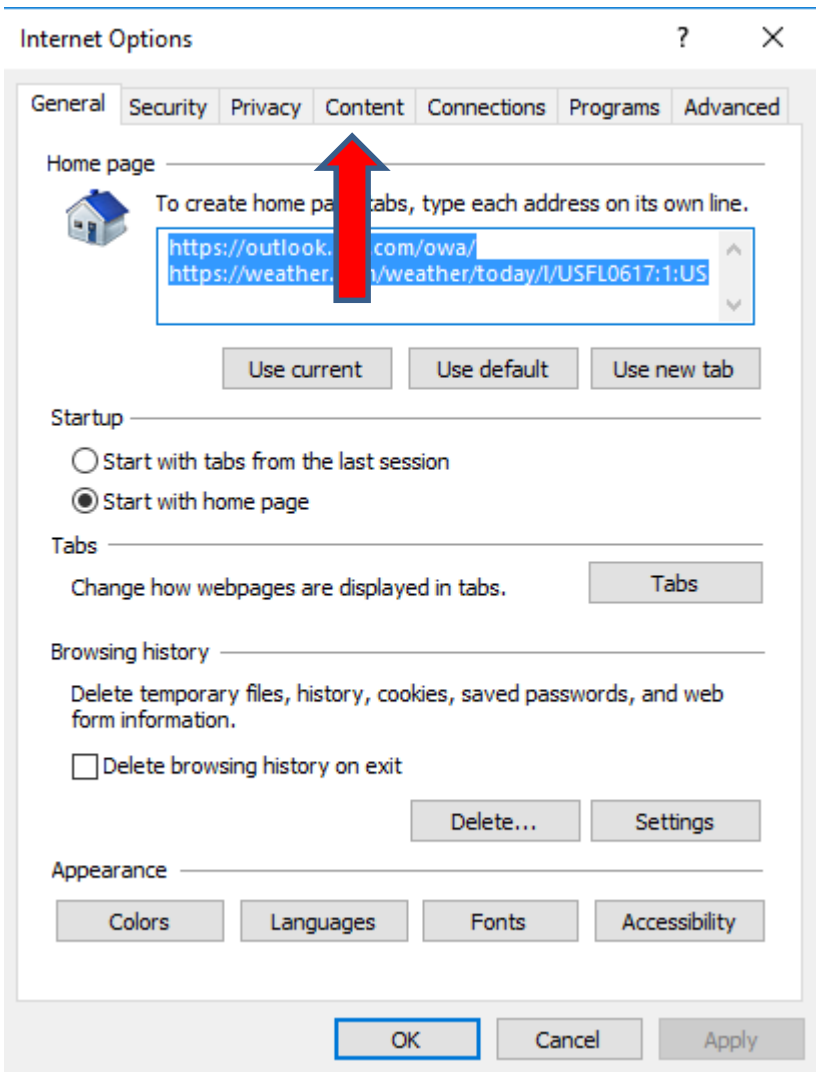 Internet Options ? X
General Security Privacy Content Connections Programs Advanced
Home page
To create home tabs, type each address on its own line.
https://outlook. .com/owa/
https://weather. /weather/today/l/USFL0617:1:US
Use current Use default Use new tab
Startup
Start with tabs from the last session
Start with home page
Tabs
Change how webpages are displayed in tabs. Tabs
Browsing history
Delete temporary files, history, cookies, saved passwords, and web
form information.
Delete browsing history on exit
Delete... Settings
Appearance
Colors Languages Fonts Accessibility
OK Cancel Apply